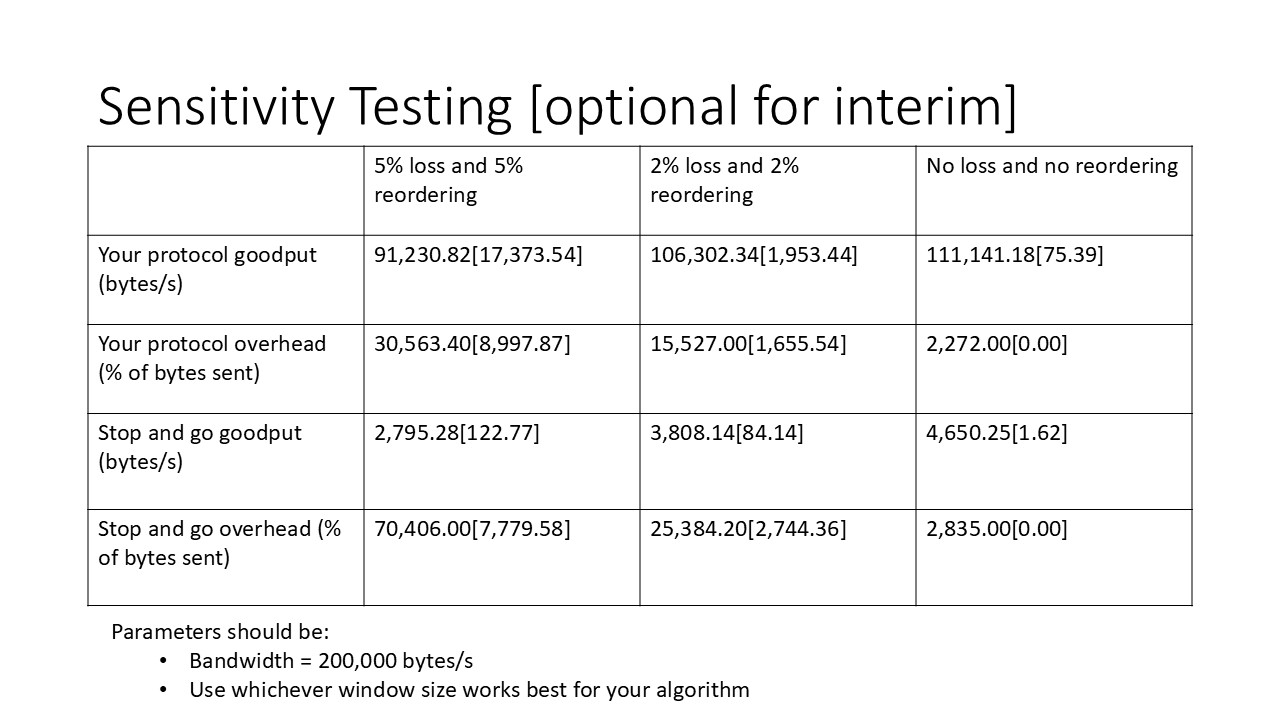 Sensitivity Testing [optional for interim]
5% loss and 5%
reordering
2% loss and 2%
reordering
No loss and no reordering
Your protocol goodput
(bytes/s)
91,230.82[17,373.54]
106,302.34[1,953.44]
111,141.18[75.39]
Your protocol overhead
(% of bytes sent)
30,563.40[8,997.87]
15,527.00[1,655.54]
2,272.00[0.00]
Stop and go goodput
(bytes/s)
2,795.28[122.77]
3,808.14[84.14]
4,650.25[1.62]
Stop and go overhead (%
of bytes sent)
70,406.00[7,779.58]
25,384.20[2,744.36]
2,835.00[0.00]
Parameters should be:
• Bandwidth = 200,000 bytes/s
• Use whichever window size works best for your algorithm